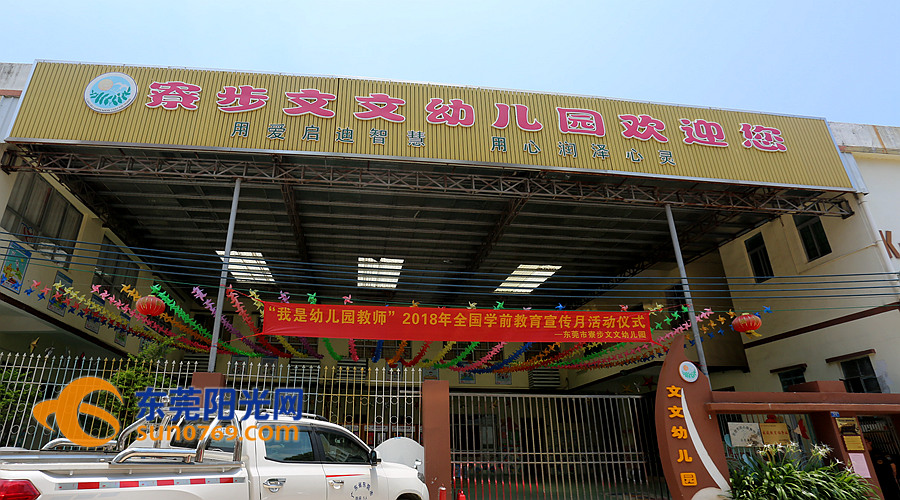 寮步文文幼儿园欢迎您
用爱启迪智慧 用心润泽心灵
“我是幼儿园教师”2018年全国学前教育宣传月活动仪式
—东莞市寮步文文幼儿园
文文幼儿园
东莞阳光网
sun0769.com